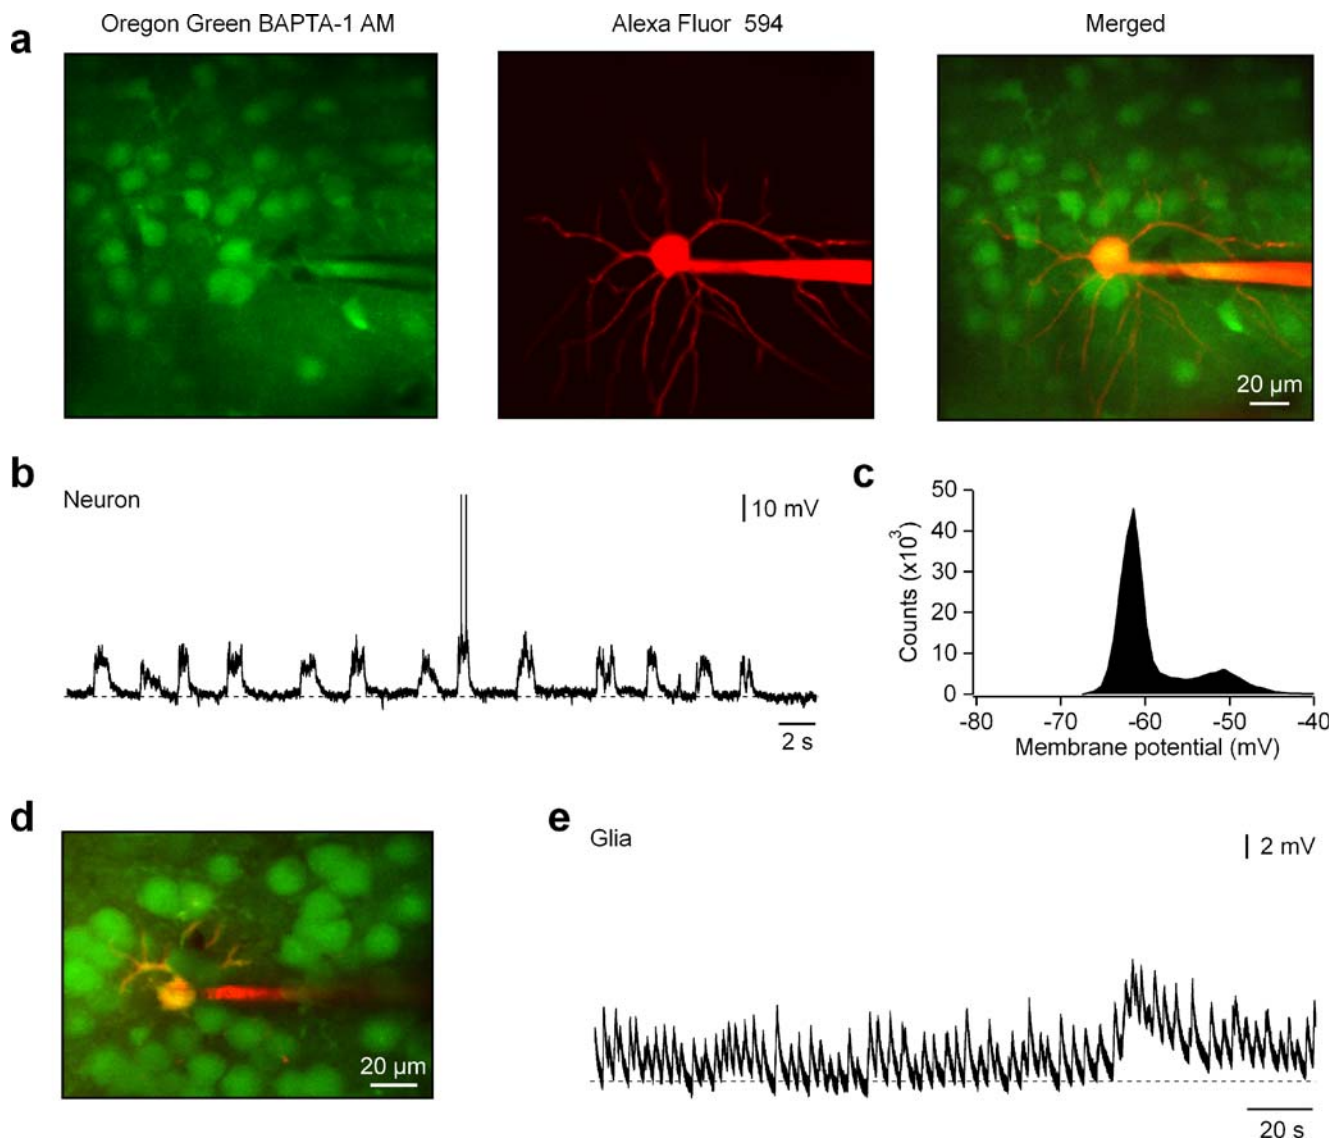 a
Oregon Green BAPTA-1 AM
Alexa Fluor 594
Merged
20 µm
b
Neuron
10 mV
2 s
c
50
40
30
20
10
0
Counts (x10³)
-80
-70
-60
-50
-40
Membrane potential (mV)
d
20 µm
e
Glia
2 mV
20 s